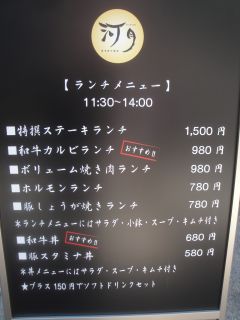 河月
【ランチメニュー】
11:30~14:00
■特撰ステーキランチ 1,500円
■和牛カルビランチ おすすめ!! 980円
■ボリューム焼き肉ランチ 980円
■ホルモンランチ 780円
■豚しょうが焼きランチ 780円
*ランチメニューにはサラダ・小鉢・スープ・キムチ付き
■和牛丼 おすすめ!! 680円
■豚スタミナ丼 580円
*丼メニューにはサラダ・スープ・キムチ付き
★プラス150円でソフトドリンクセット